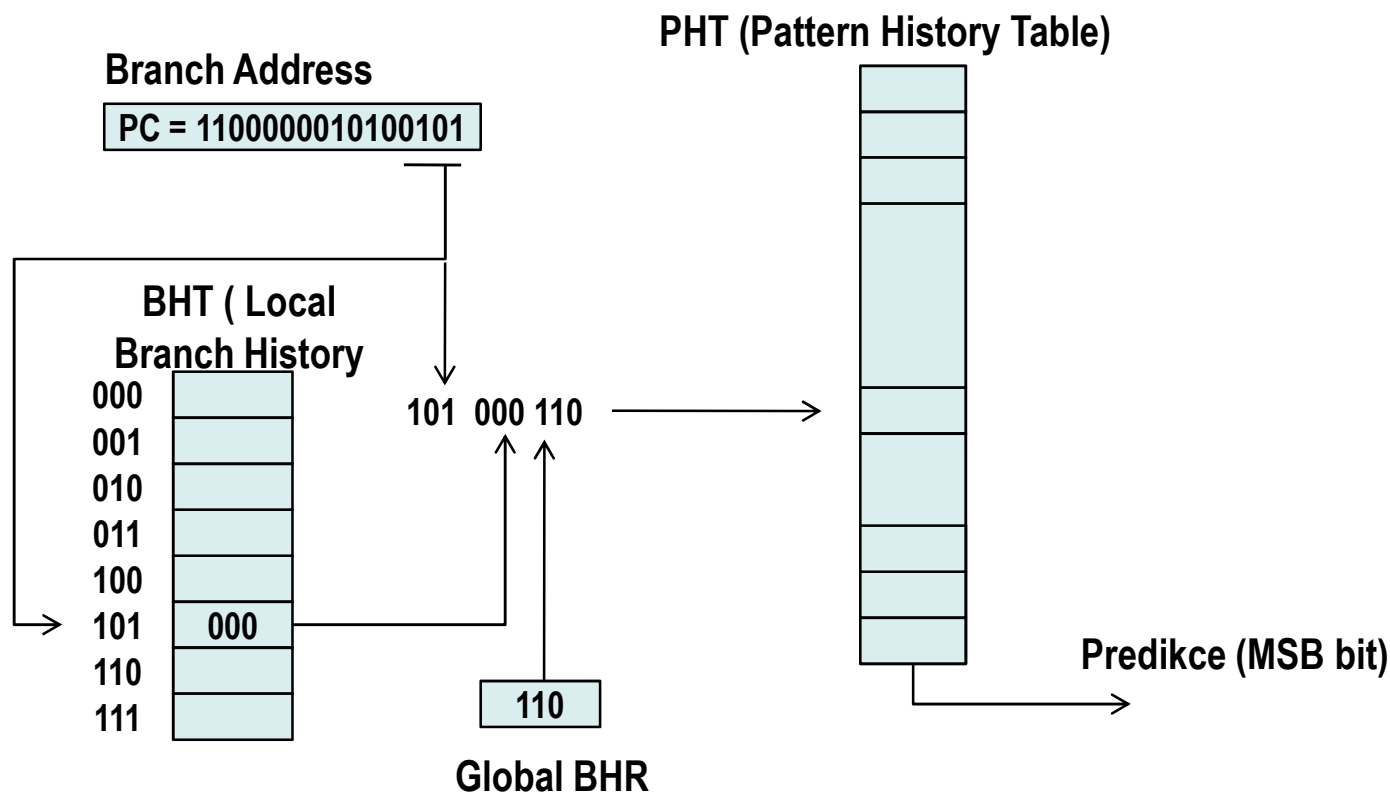 PHT (Pattern History Table)
Branch Address
PC = 1100000010100101
BHT ( Local
Branch History
000
001
010
011
100
101 000
110
111
101 000 110
110
Global BHR
Predikce (MSB bit)